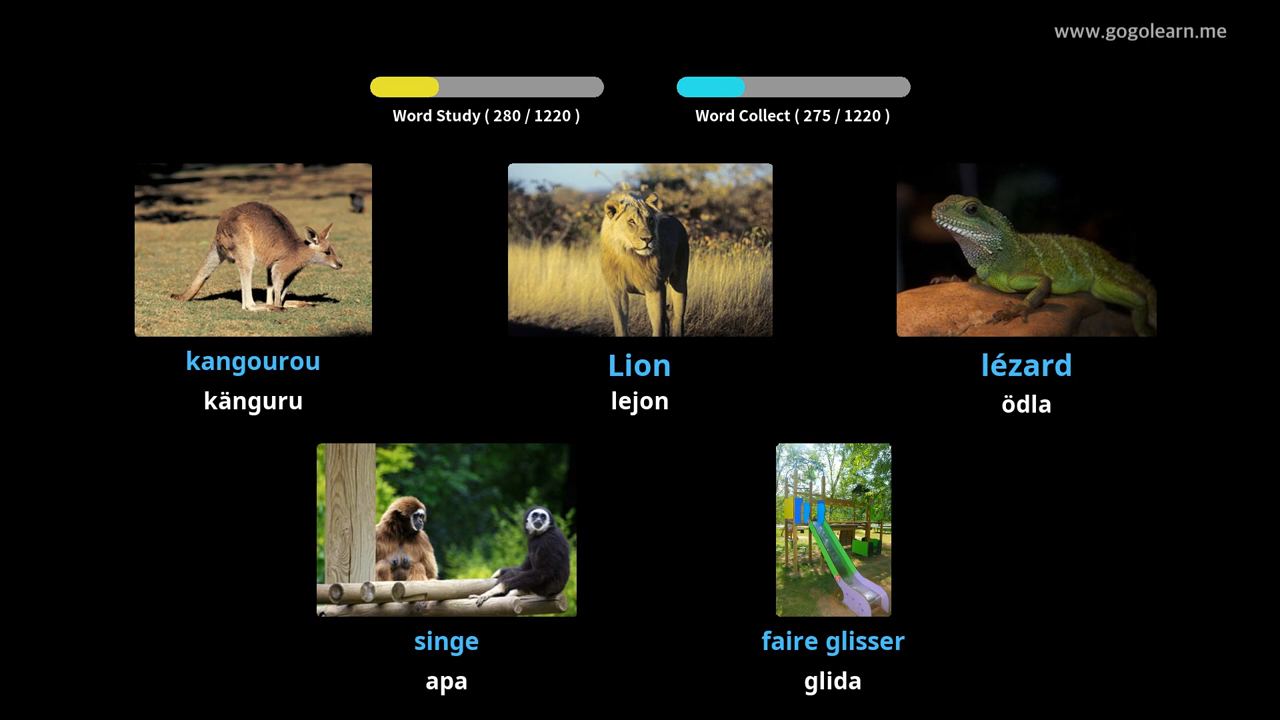 www.gogolearn.me
Word Study ( 280 / 1220 )
Word Collect ( 275 / 1220 )
kangourou
känguru
Lion
lejon
lézard
ödla
singe
apa
faire glisser
glida